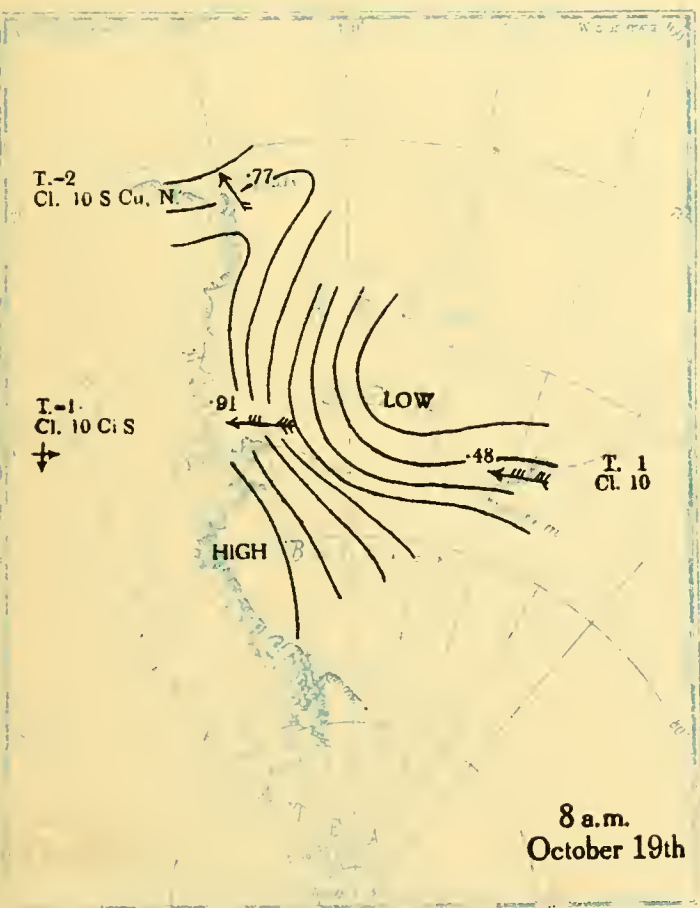 T.-2
Cl. 10 S Cu, N.
.77
T.-1.
Cl. 10 Ci S
.91
LOW
.48
T. 1
Cl. 10
HIGH B
8 a.m.
October 19th